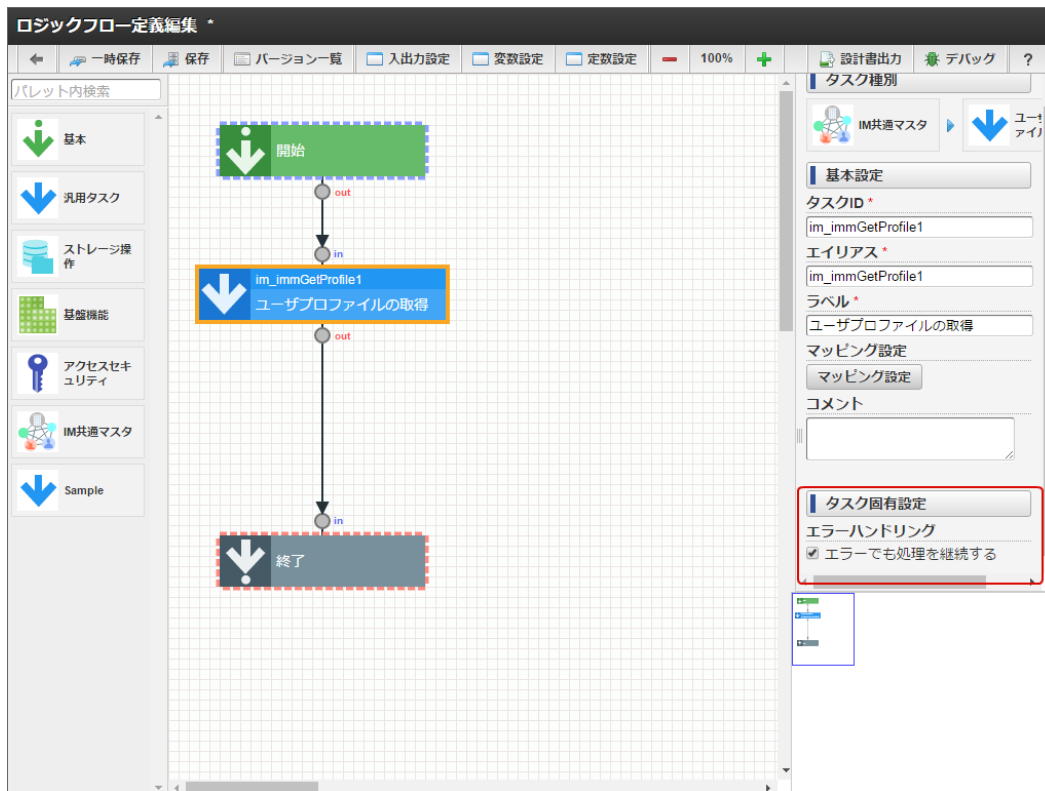 ロジックフロー定義編集 *
一時保存 保存 バージョン一覧 入出力設定 変数設定 定数設定 100% 設計書出力 デバッグ ?
パレット内検索
基本
汎用タスク
ストレージ操
作
基盤機能
アクセスセキ
ュリティ
IM共通マスタ
Sample
開始
out
in
im_immGetProfile1
ユーザプロファイルの取得
out
in
終了
タスク種別
IM共通マスタ
ユーザ
ァイル
基本設定
タスクID *
im_immGetProfile1
エイリアス *
im_immGetProfile1
ラベル *
ユーザプロファイルの取得
マッピング設定
マッピング設定
コメント
タスク固有設定
エラーハンドリング
エラーでも処理を継続する